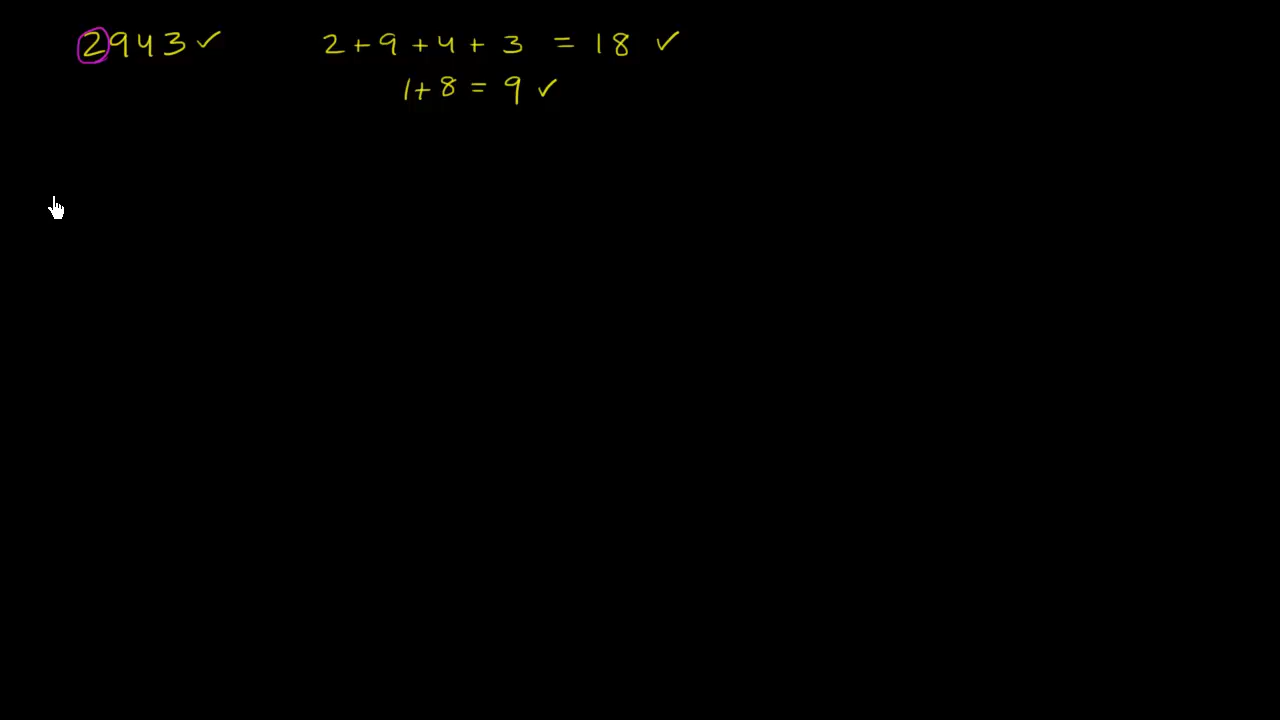 2943 ✓ 2 + 9 + 4 + 3 = 18 ✓
1 + 8 = 9 ✓